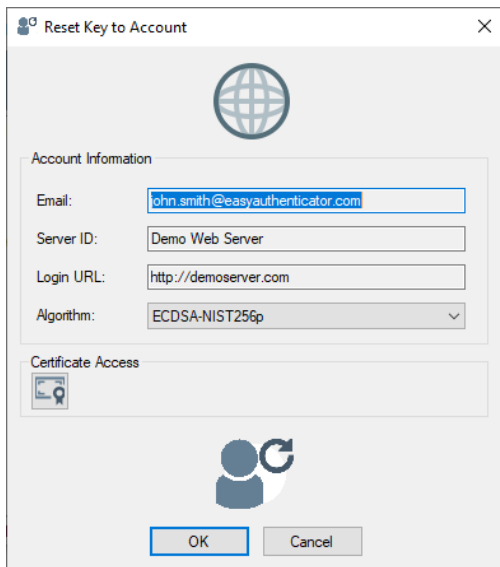 Reset Key to Account
Account Information
Email: john.smith@easyauthenticator.com
Server ID: Demo Web Server
Login URL: http://demoserver.com
Algorithm: ECDSA-NIST256p
Certificate Access
OK Cancel